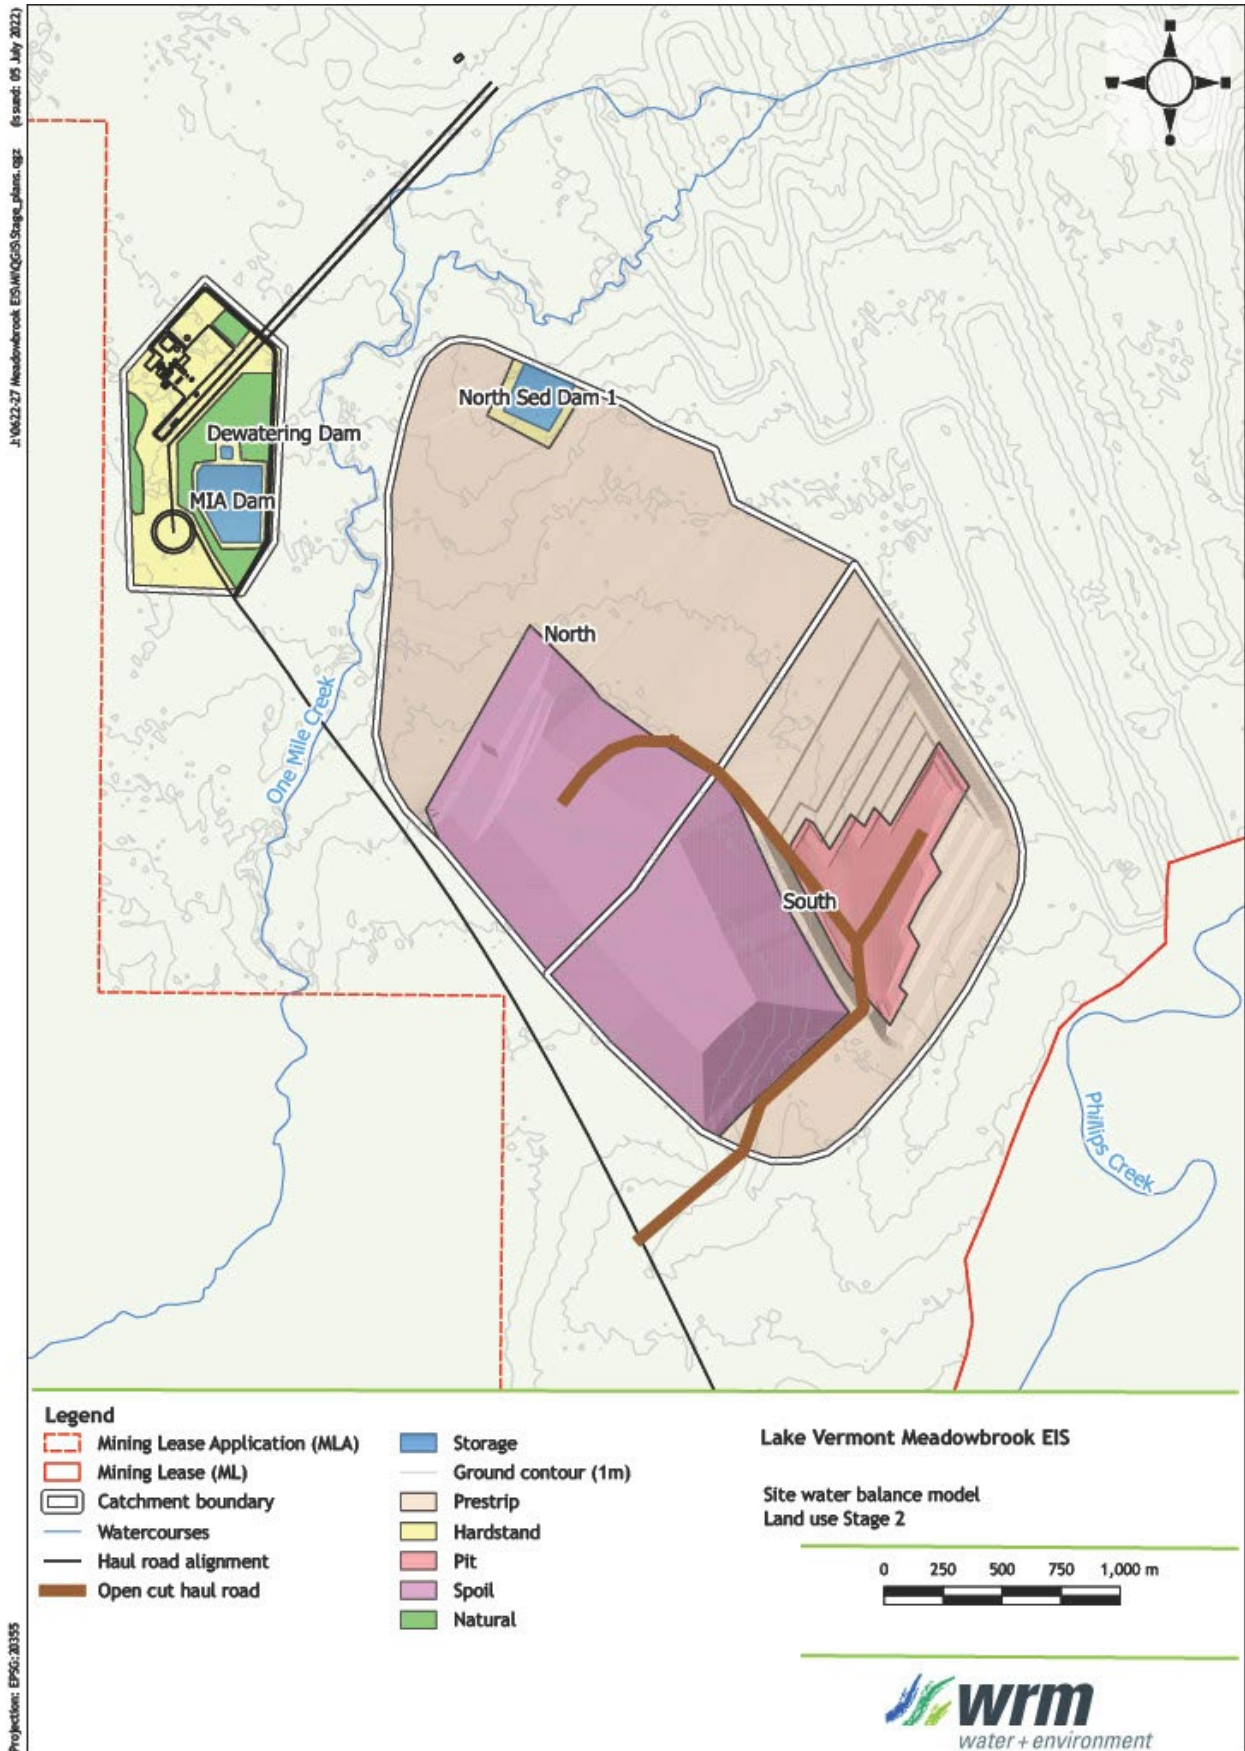 J:\0622-27 Meadowbrook EIS\WI\QGIS\Stage_plans.qgz (Issued: 05 July 2022)
North Sed Dam 1
Dewatering Dam
MIA Dam
North
One Mile Creek
South
Phillips Creek
Legend
Mining Lease Application (MLA)
Mining Lease (ML)
Catchment boundary
Watercourses
Haul road alignment
Open cut haul road
Storage
Ground contour (1m)
Prestrip
Hardstand
Pit
Spoil
Natural
Lake Vermont Meadowbrook EIS
Site water balance model
Land use Stage 2
0 250 500 750 1,000 m
Projection: EPSG:20355
wrm
water + environment